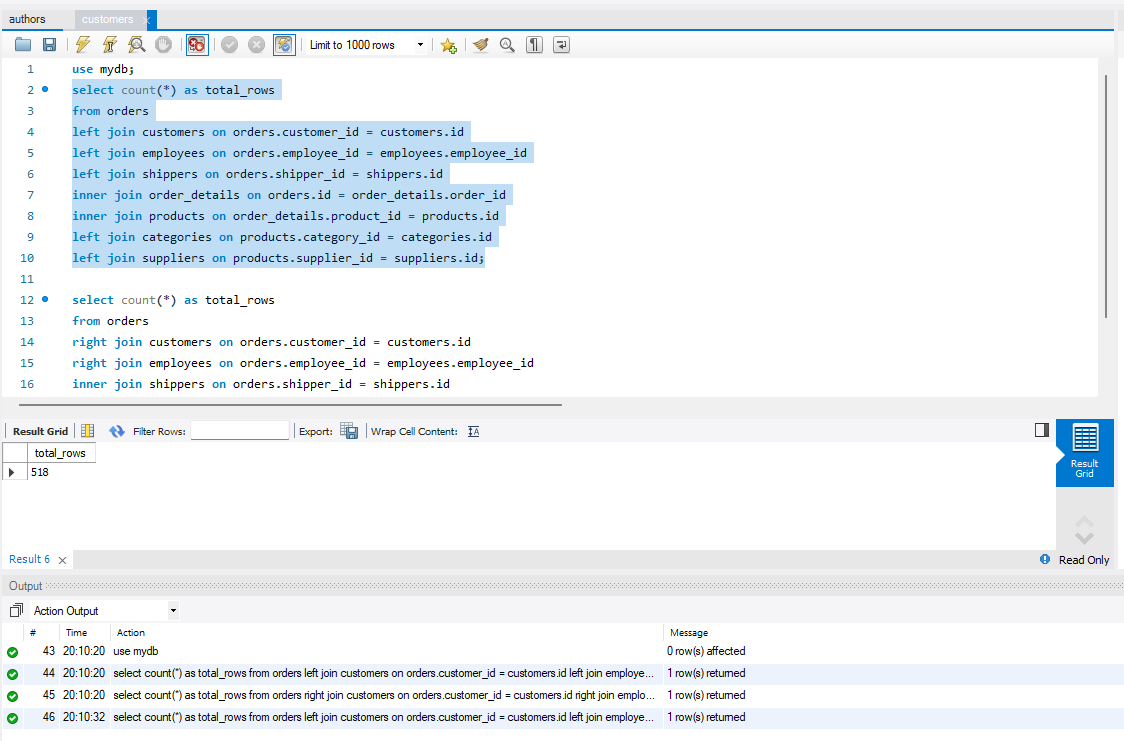 authors
customers x
Limit to 1000 rows
1 use mydb;
2 select count(*) as total_rows
3 from orders
4 left join customers on orders.customer_id = customers.id
5 left join employees on orders.employee_id = employees.employee_id
6 left join shippers on orders.shipper_id = shippers.id
7 inner join order_details on orders.id = order_details.order_id
8 inner join products on order_details.product_id = products.id
9 left join categories on products.category_id = categories.id
10 left join suppliers on products.supplier_id = suppliers.id;
11
12 select count(*) as total_rows
13 from orders
14 right join customers on orders.customer_id = customers.id
15 right join employees on orders.employee_id = employees.employee_id
16 inner join shippers on orders.shipper_id = shippers.id
Result Grid Filter Rows: Export: Wrap Cell Content:
total_rows
518
Result
Grid
Result 6 Read Only
Output
Action Output
# Time Action Message
43 20:10:20 use mydb 0 row(s) affected
44 20:10:20 select count(*) as total_rows from orders left join customers on orders.customer_id = customers.id left join employe... 1 row(s) returned
45 20:10:20 select count(*) as total_rows from orders right join customers on orders.customer_id = customers.id right join emplo... 1 row(s) returned
46 20:10:32 select count(*) as total_rows from orders left join customers on orders.customer_id = customers.id left join employe... 1 row(s) returned